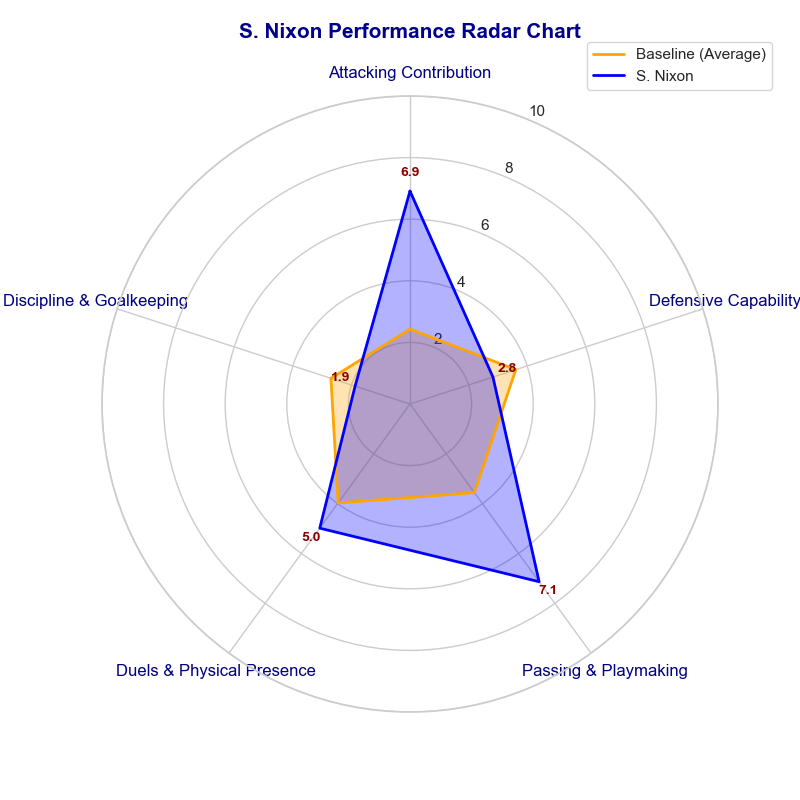 S. Nixon Performance Radar Chart
Baseline (Average)
S. Nixon
Attacking Contribution
10
8
6.9
6
4
Discipline & Goalkeeping
Defensive Capability
2
2.8
1.9
5.0
7.1
Duels & Physical Presence
Passing & Playmaking